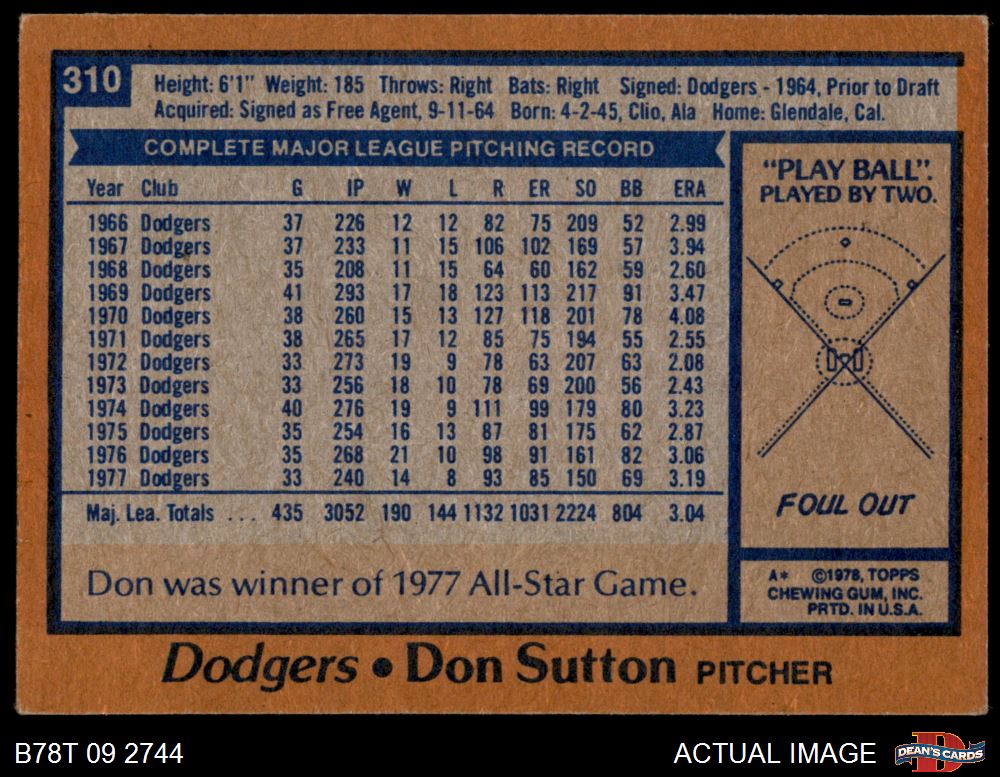 310
Height: 6'1" Weight: 185 Throws: Right Bats: Right Signed: Dodgers - 1964, Prior to Draft
Acquired: Signed as Free Agent, 9-11-64 Born: 4-2-45, Clio, Ala Home: Glendale, Cal.
COMPLETE MAJOR LEAGUE PITCHING RECORD
Year Club G IP W L R ER SO BB ERA
1966 Dodgers 37 226 12 12 82 75 209 52 2.99
1967 Dodgers 37 233 11 15 106 102 169 57 3.94
1968 Dodgers 35 208 11 15 64 60 162 59 2.60
1969 Dodgers 41 293 17 18 123 113 217 91 3.47
1970 Dodgers 38 260 15 13 127 118 201 78 4.08
1971 Dodgers 38 265 17 12 85 75 194 55 2.55
1972 Dodgers 33 273 19 9 78 63 207 63 2.08
1973 Dodgers 33 256 18 10 78 69 200 56 2.43
1974 Dodgers 40 276 19 9 111 99 179 80 3.23
1975 Dodgers 35 254 16 13 87 81 175 62 2.87
1976 Dodgers 35 268 21 10 98 91 161 82 3.06
1977 Dodgers 33 240 14 8 93 85 150 69 3.19
Maj. Lea. Totals ... 435 3052 190 144 1132 1031 2224 804 3.04
Don was winner of 1977 All-Star Game.
"PLAY BALL".
PLAYED BY TWO.
FOUL OUT
A* ©1978, TOPPS
CHEWING GUM, INC.
PRTD. IN U.S.A.
Dodgers • Don Sutton PITCHER
B78T 09 2744
ACTUAL IMAGE
DEAN'S CARDS